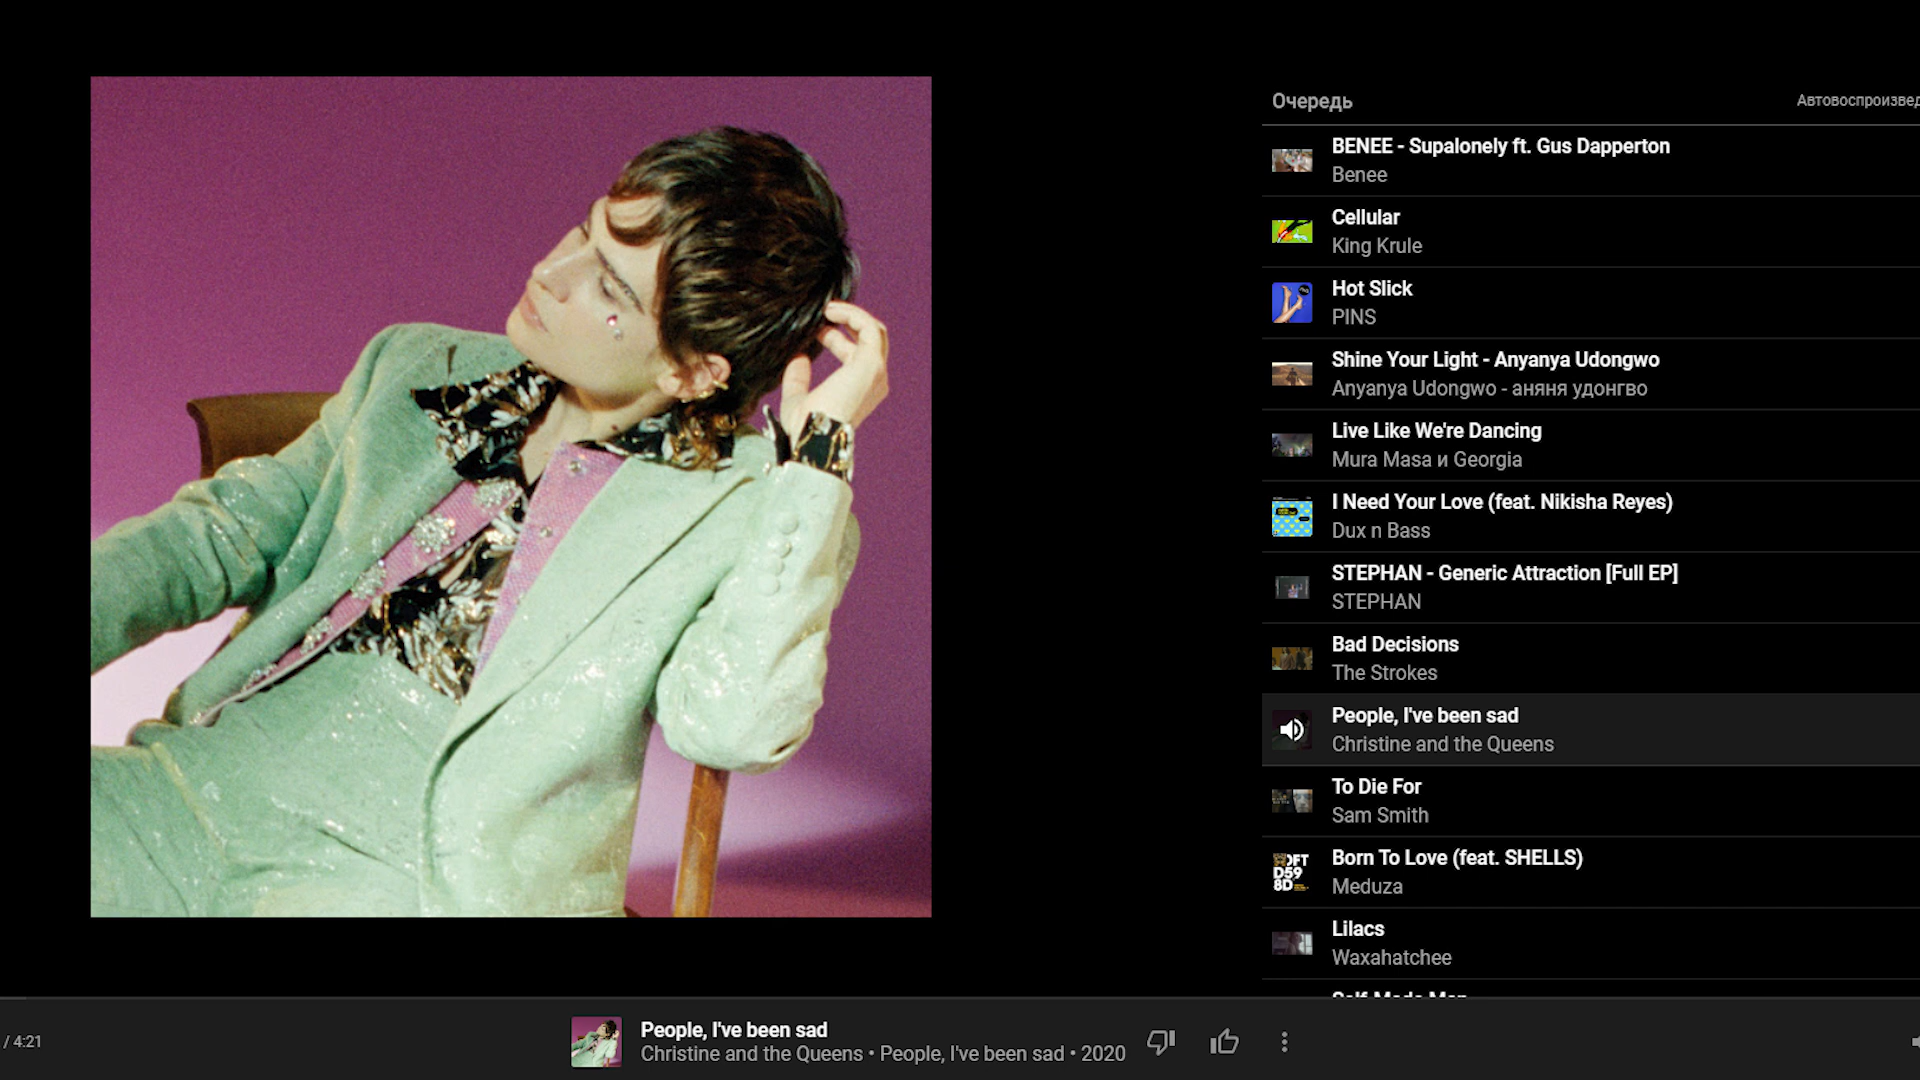 Очередь
Автовоспроизвед
BENEE - Supalonely ft. Gus Dapperton
Benee
Cellular
King Krule
Hot Slick
PINS
Shine Your Light - Anyanya Udongwo
Anyanya Udongwo - аняня удонгво
Live Like We're Dancing
Mura Masa и Georgia
I Need Your Love (feat. Nikisha Reyes)
Dux n Bass
STEPHAN - Generic Attraction [Full EP]
STEPHAN
Bad Decisions
The Strokes
People, I've been sad
Christine and the Queens
To Die For
Sam Smith
Born To Love (feat. SHELLS)
Meduza
Lilacs
Waxahatchee
/ 4:21
People, I've been sad
Christine and the Queens • People, I've been sad • 2020